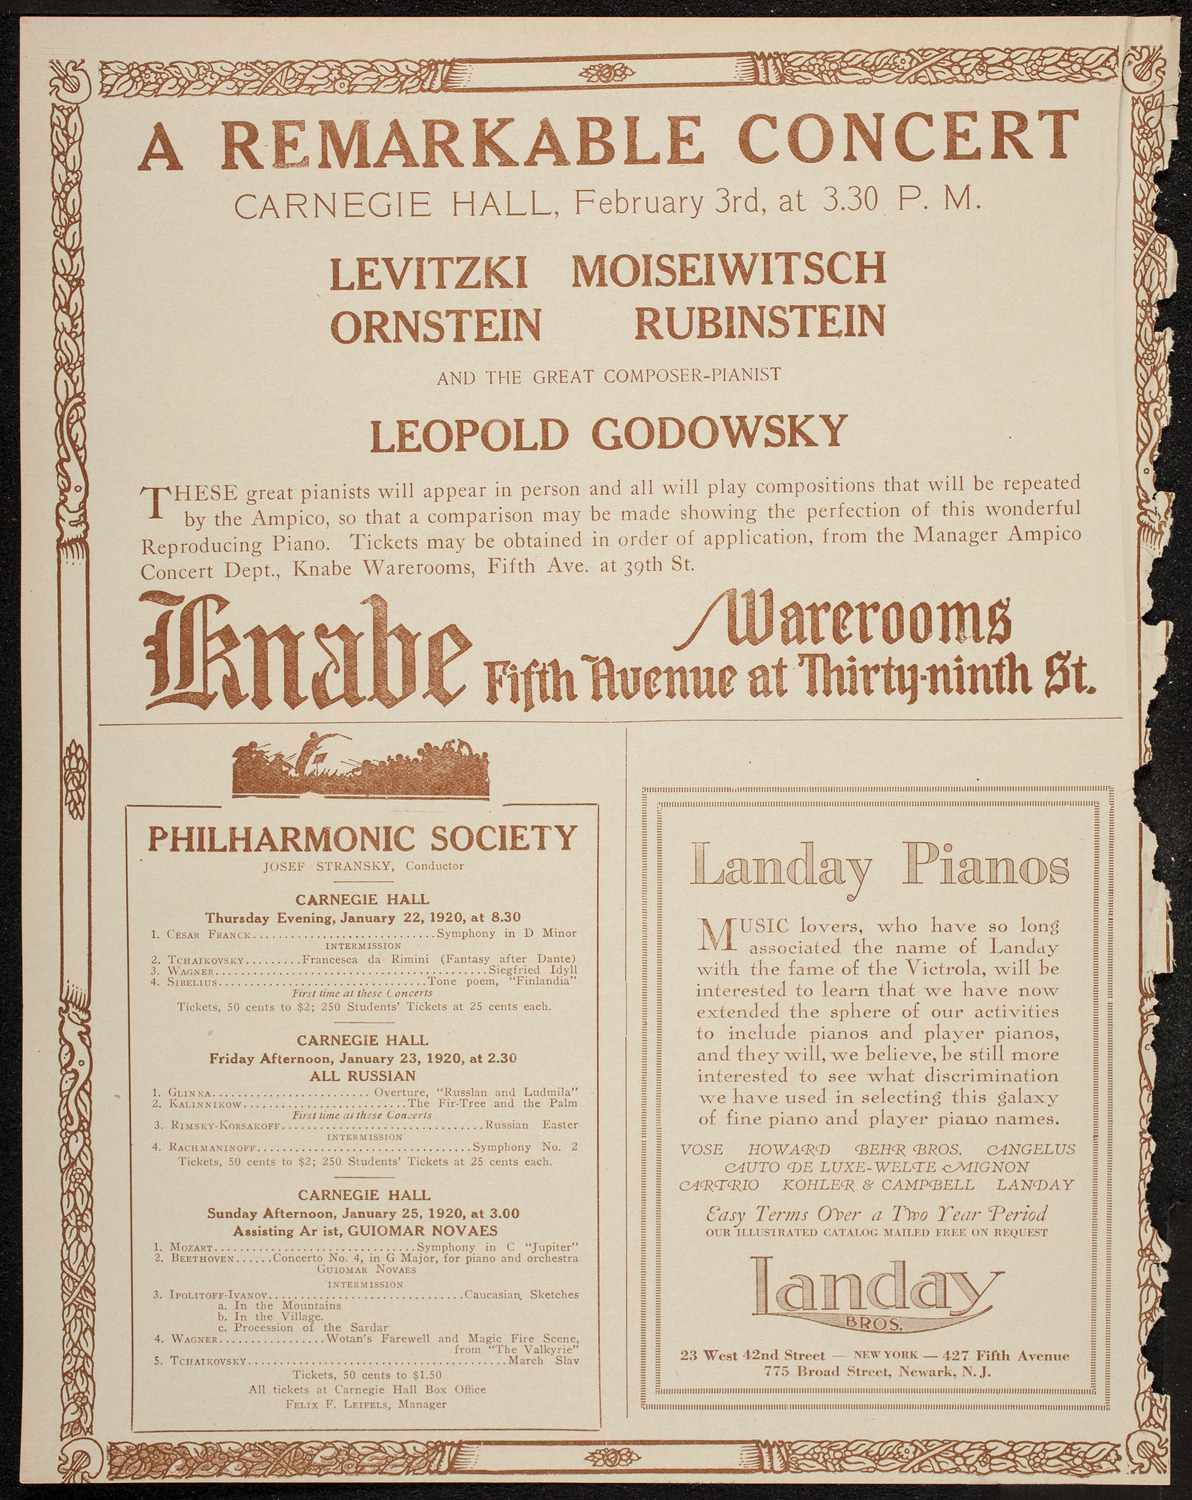 A REMARKABLE CONCERT
CARNEGIE HALL, February 3rd, at 3.30 P. M.
LEVITZKI MOISEIWITSCH
ORNSTEIN RUBINSTEIN
AND THE GREAT COMPOSER-PIANIST
LEOPOLD GODOWSKY
THESE great pianists will appear in person and all will play compositions that will be repeated
by the Ampico, so that a comparison may be made showing the perfection of this wonderful
Reproducing Piano. Tickets may be obtained in order of application, from the Manager Ampico
Concert Dept., Knabe Warerooms, Fifth Ave. at 39th St.
Knabe Warerooms
Fifth Avenue at Thirty-ninth St.
PHILHARMONIC SOCIETY
JOSEF STRANSKY, Conductor
CARNEGIE HALL
Thursday Evening, January 22, 1920, at 8.30
1. CESAR FRANCK............................Symphony in D Minor
INTERMISSION
2. TCHAIKOVSKY.........Francesca da Rimini (Fantasy after Dante)
3. WAGNER.........................................Siegfried Idyll
4. SIBELIUS................................Tone poem, "Finlandia"
First time at these Concerts
Tickets, 50 cents to $2; 250 Students' Tickets at 25 cents each.
CARNEGIE HALL
Friday Afternoon, January 23, 1920, at 2.30
ALL RUSSIAN
1. GLINKA........................ Overture, "Russlan and Ludmila"
2. KALINNIKOW.........................The Fir-Tree and the Palm
First time at these Concerts
3. RIMSKY-KORSAKOFF...............................Russian Easter
INTERMISSION
4. RACHMANINOFF.................................Symphony No. 2
Tickets, 50 cents to $2; 250 Students' Tickets at 25 cents each.
CARNEGIE HALL
Sunday Afternoon, January 25, 1920, at 3.00
Assisting Ar ist, GUIOMAR NOVAES
1. MOZART...............................Symphony in C "Jupiter"
2. BEETHOVEN......Concerto No. 4, in G Major, for piano and orchestra
GUIOMAR NOVAES
INTERMISSION
3. IPOLITOFF-IVANOV..............................Caucasian Sketches
a. In the Mountains
b. In the Village.
c. Procession of the Sardar
4. WAGNER.................Wotan's Farewell and Magic Fire Scene,
from "The Valkyrie"
5. TCHAIKOVSKY........................................March Slav
Tickets, 50 cents to $1.50
All tickets at Carnegie Hall Box Office
FELIX F. LEIFELS, Manager
Landay Pianos
MUSIC lovers, who have so long
associated the name of Landay
with the fame of the Victrola, will be
interested to learn that we have now
extended the sphere of our activities
to include pianos and player pianos,
and they will, we believe, be still more
interested to see what discrimination
we have used in selecting this galaxy
of fine piano and player piano names.
VOSE HOWARD BEHR BROS. CANGELUS
AUTO DE LUXE-WELTE MIGNON
ARTRIO KOHLER & CAMPBELL LANDAY
Easy Terms Over a Two Year Period
OUR ILLUSTRATED CATALOG MAILED FREE ON REQUEST
Landay
BROS.
23 West 42nd Street — NEW YORK — 427 Fifth Avenue
775 Broad Street, Newark, N. J.